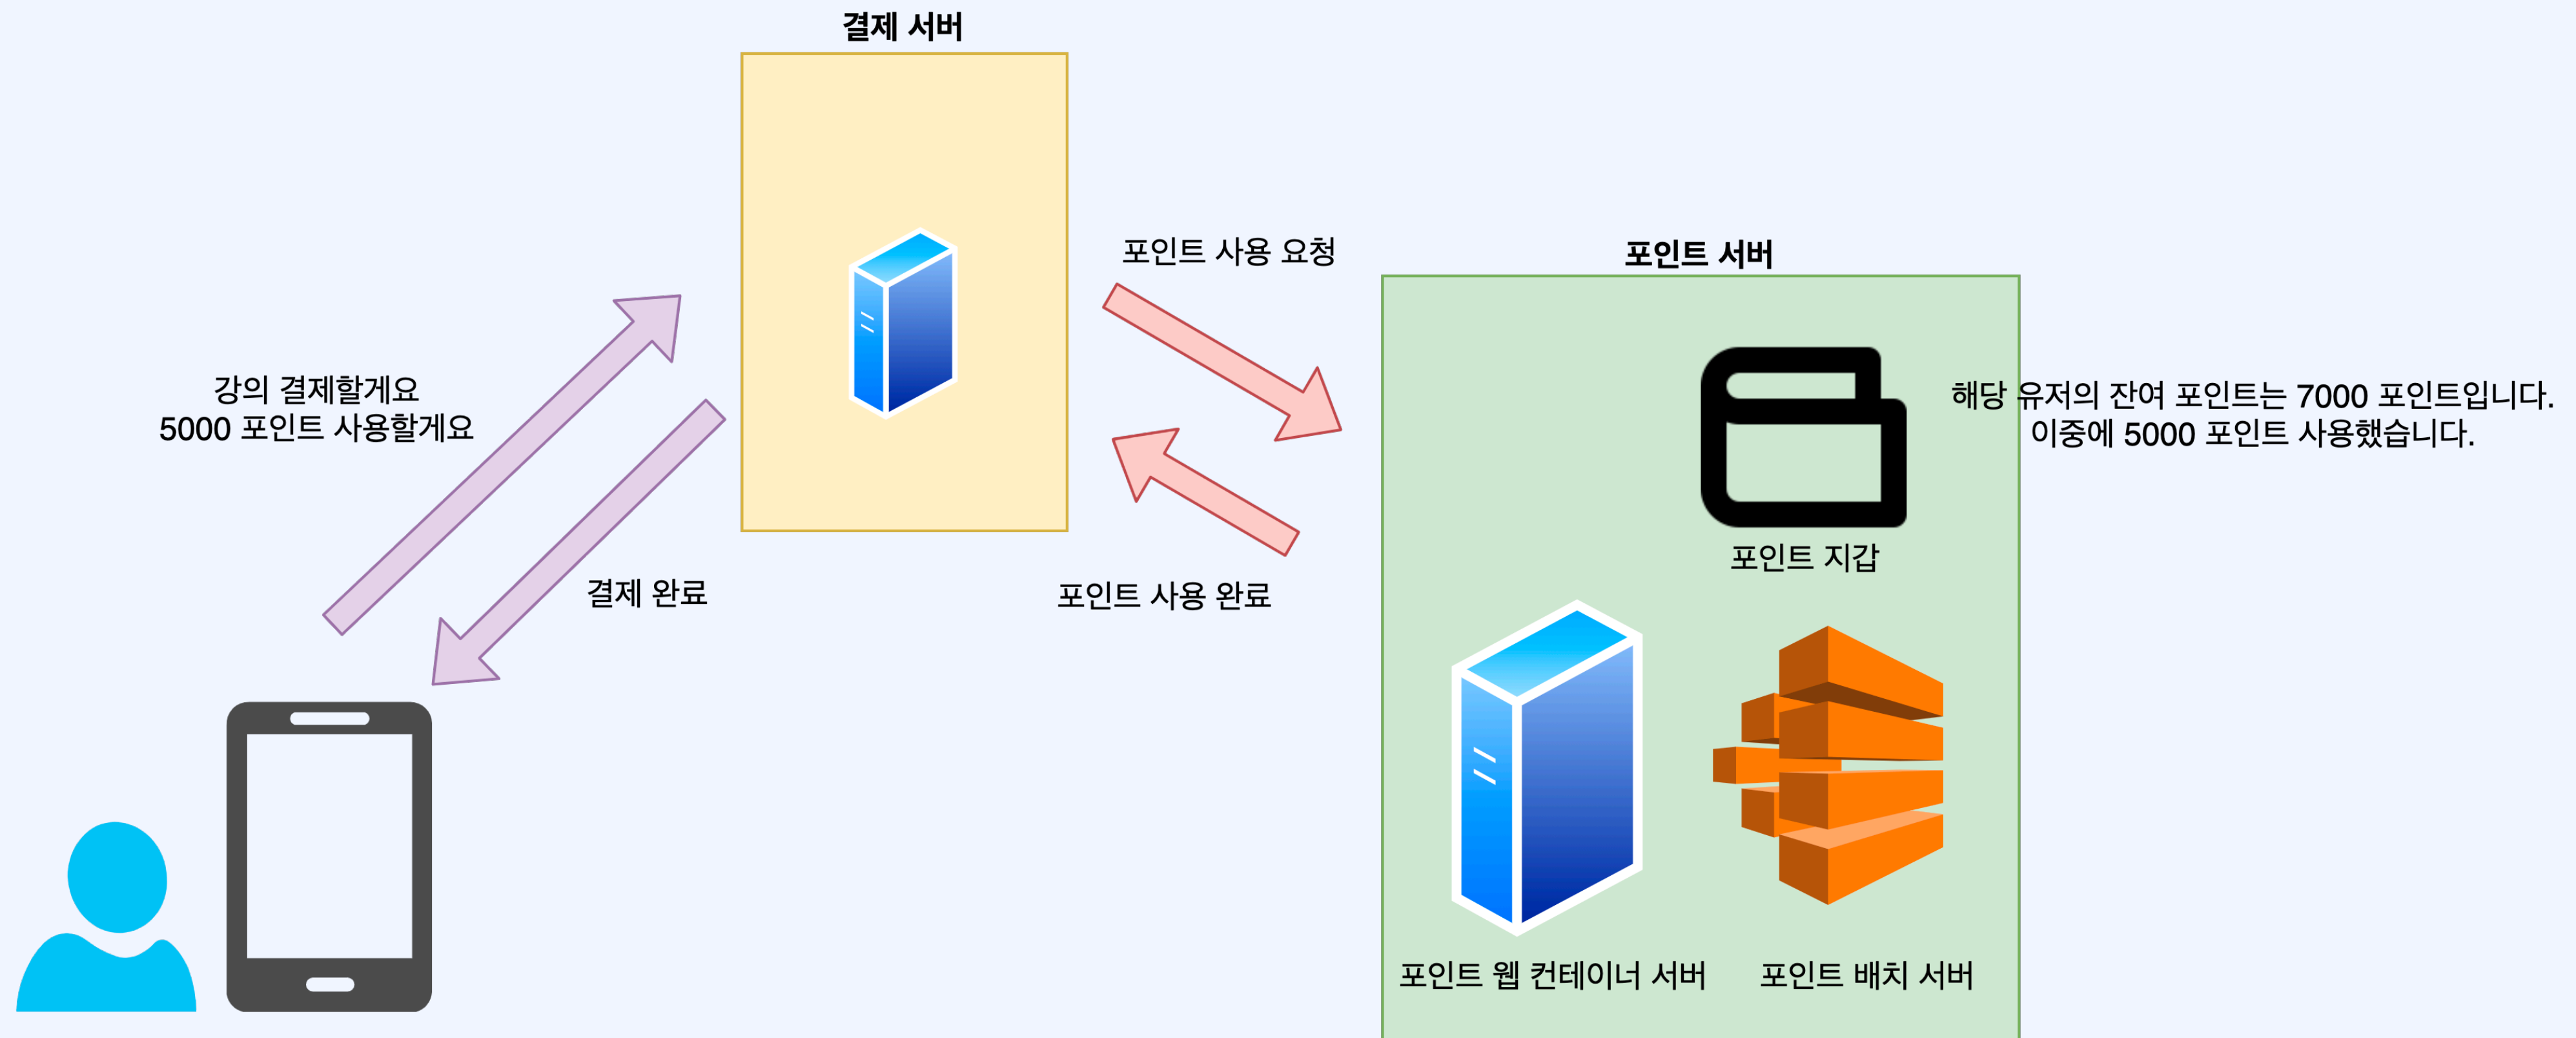 결제 서버
포인트 사용 요청
포인트 서버
강의 결제할게요
5000 포인트 사용할게요
해당 유저의 잔여 포인트는 7000 포인트입니다.
이중에 5000 포인트 사용했습니다.
포인트 지갑
결제 완료
포인트 사용 완료
포인트 웹 컨테이너 서버
포인트 배치 서버